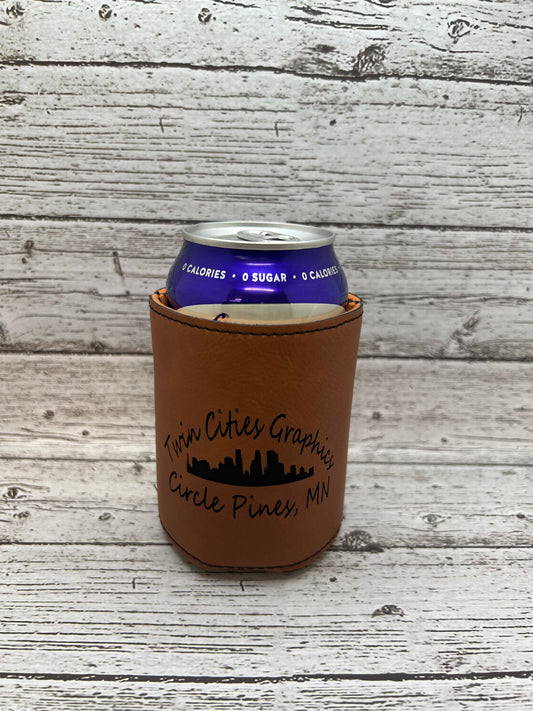 0 CALORIES • 0 SUGAR • 0 CALORIES
Twin Cities Graphics
Circle Pines, MN